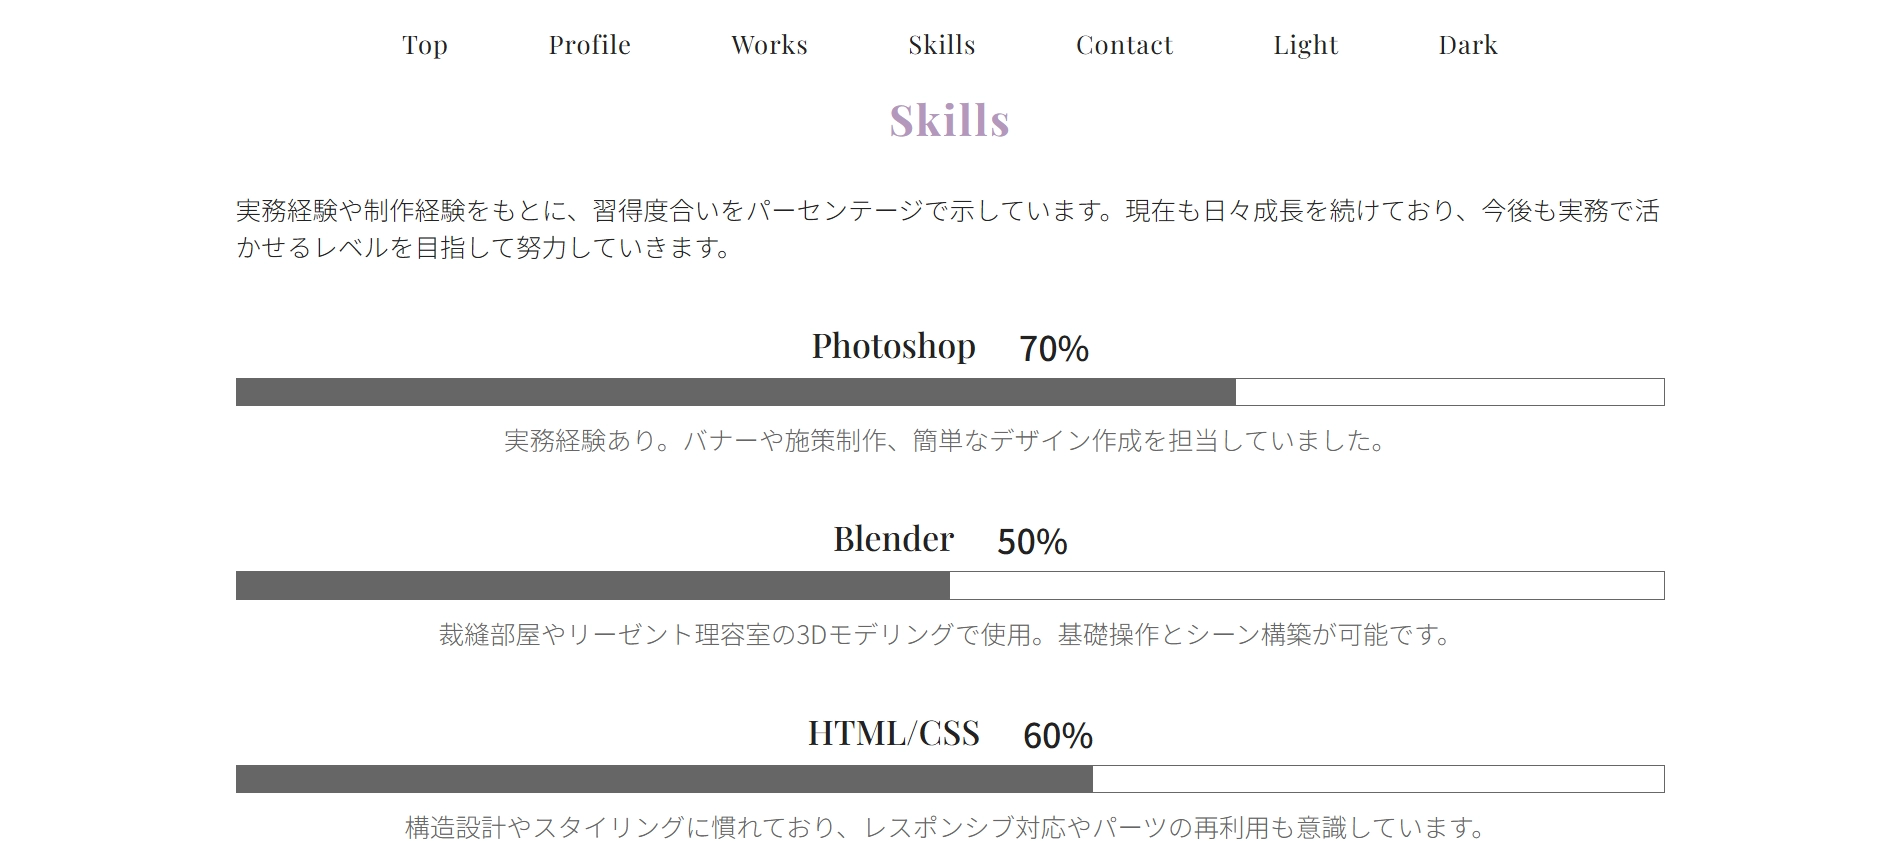 Top Profile Works Skills Contact Light Dark
Skills
実務経験や制作経験をもとに、習得度合いをパーセンテージで示しています。現在も日々成長を続けており、今後も実務で活
かせるレベルを目指して努力していきます。
Photoshop 70%
実務経験あり。バナーや施策制作、簡単なデザイン作成を担当していました。
Blender 50%
裁縫部屋やリーゼント理容室の3Dモデリングで使用。基礎操作とシーン構築が可能です。
HTML/CSS 60%
構造設計やスタイリングに慣れており、レスポンシブ対応やパーツの再利用も意識しています。